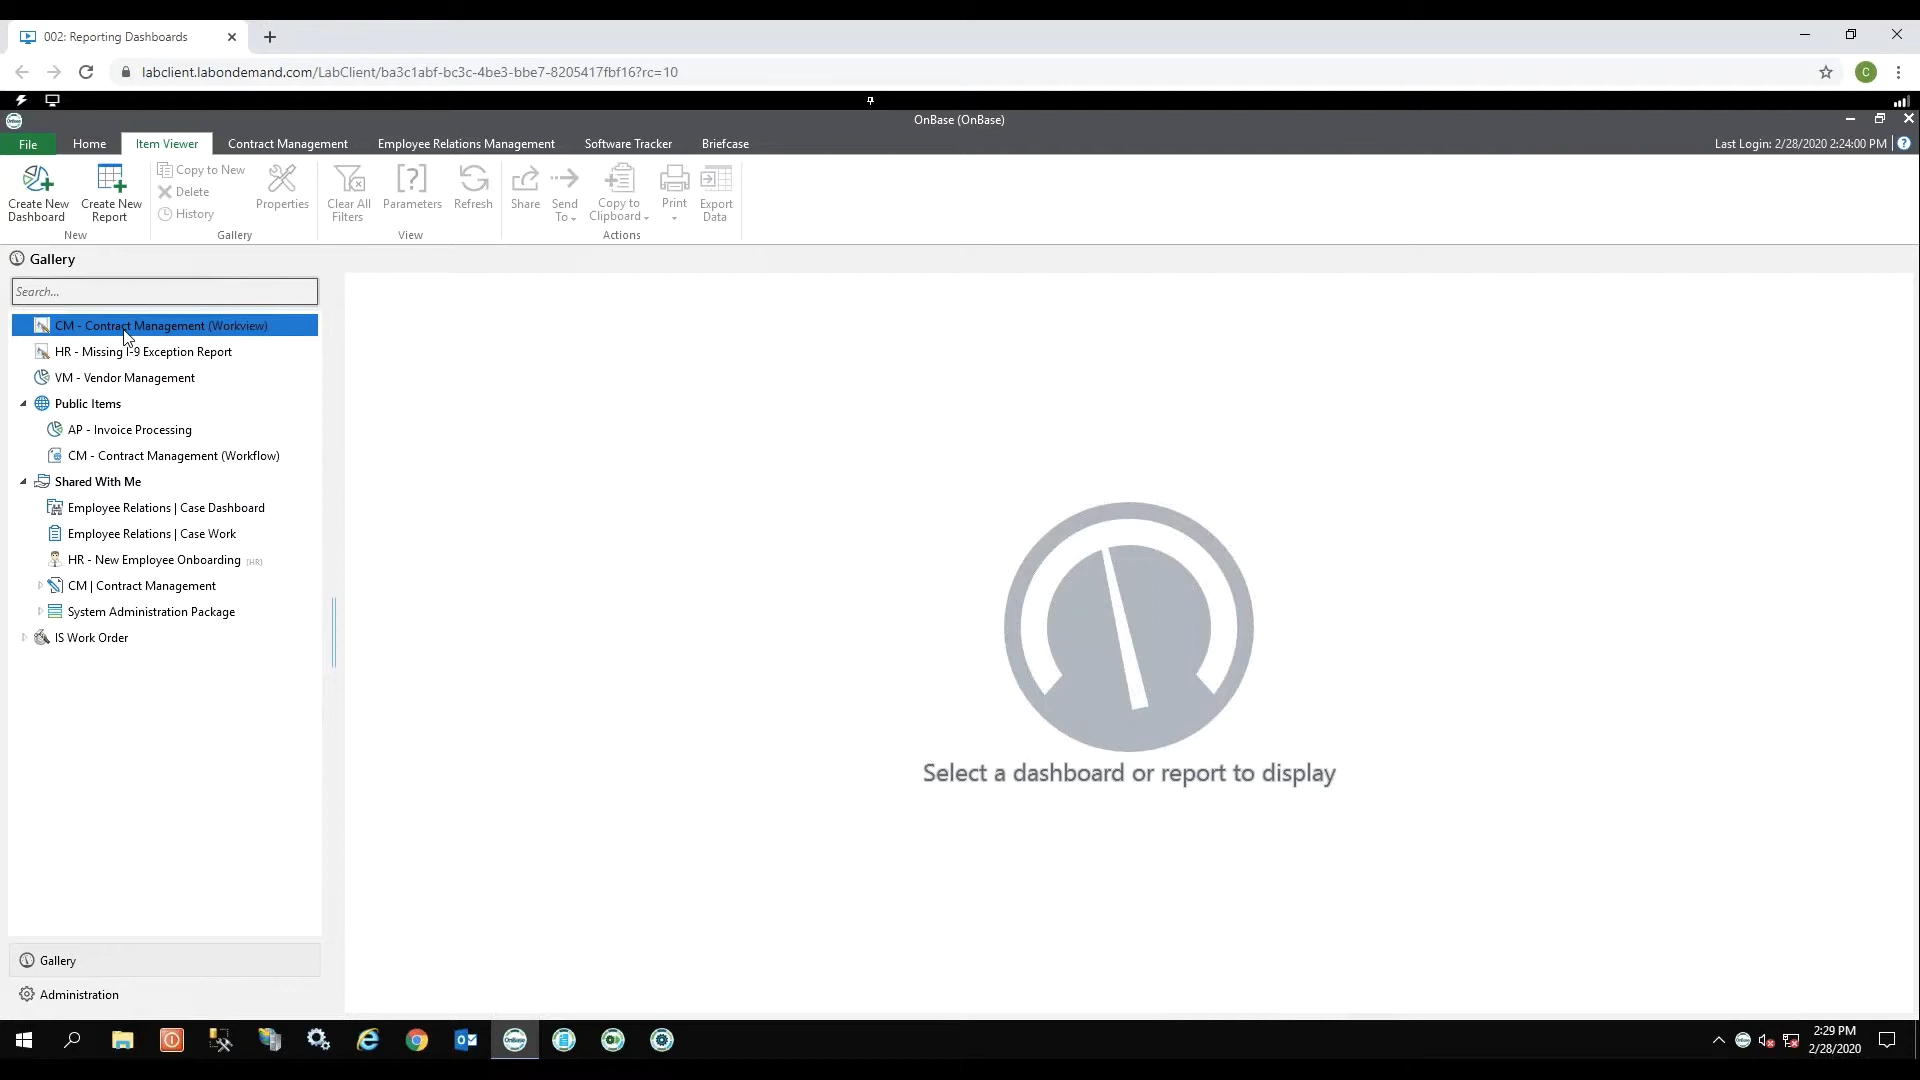 002: Reporting Dashboards
labclient.labondemand.com/LabClient/ba3c1abf-bc3c-4be3-bbe7-8205417fbf16?rc=10
C
OnBase (OnBase)
File Home Item Viewer Contract Management Employee Relations Management Software Tracker Briefcase
Last Login: 2/28/2020 2:24:00 PM
Create New Dashboard
Create New Report
New
Copy to New
Delete
History
Properties
Gallery
Clear All Filters
Parameters
Refresh
View
Share
Send To
Copy to Clipboard
Print
Export Data
Actions
Gallery
Search...
CM - Contract Management (Workview)
HR - Missing I-9 Exception Report
VM - Vendor Management
Public Items
AP - Invoice Processing
CM - Contract Management (Workflow)
Shared With Me
Employee Relations | Case Dashboard
Employee Relations | Case Work
HR - New Employee Onboarding (HR)
CM | Contract Management
System Administration Package
IS Work Order
Select a dashboard or report to display
Gallery
Administration
2:29 PM
2/28/2020